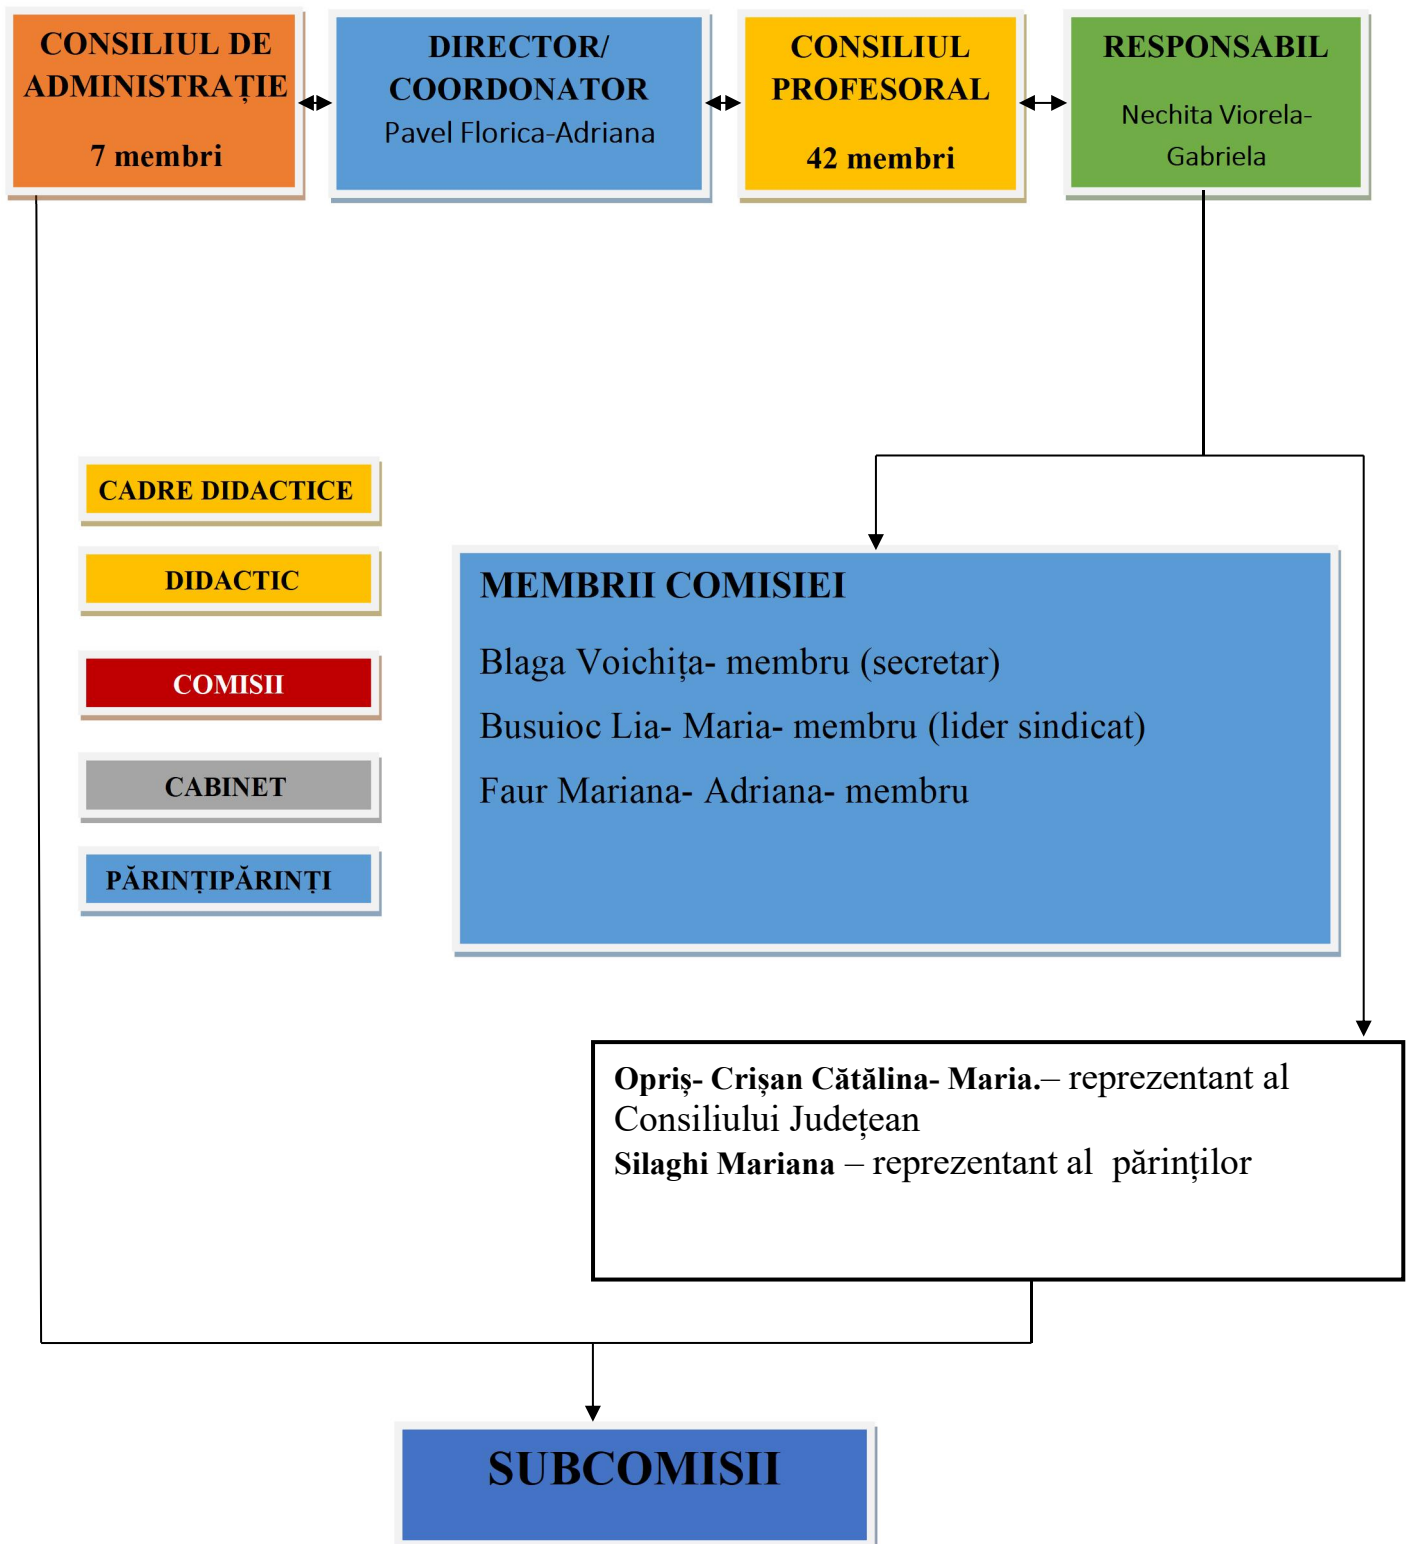 CONSILIUL DE
ADMINISTRAȚIE
7 membri
DIRECTOR/
COORDONATOR
Pavel Florica-Adriana
CONSILIUL
PROFESORAL
42 membri
RESPONSABIL
Nechita Viorela-
Gabriela
CADRE DIDACTICE
DIDACTIC
COMISII
CABINET
PĂRINȚIPĂRINȚI
MEMBRII COMISIEI
Blaga Voichița- membru (secretar)
Busuioc Lia- Maria- membru (lider sindicat)
Faur Mariana- Adriana- membru
Opriș- Crișan Cătălina- Maria.– reprezentant al
Consiliului Județean
Silaghi Mariana – reprezentant al  părinților
SUBCOMISII